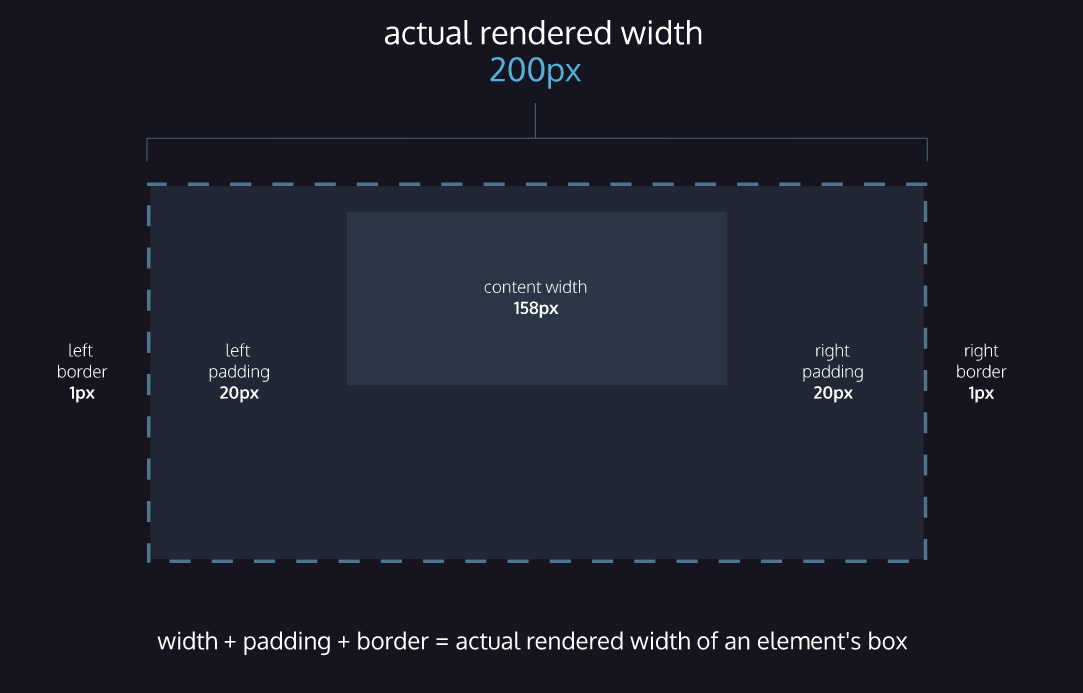 actual rendered width
200px
content width
158px
left
border
1px
left
padding
20px
right
padding
20px
right
border
1px
width + padding + border = actual rendered width of an element's box